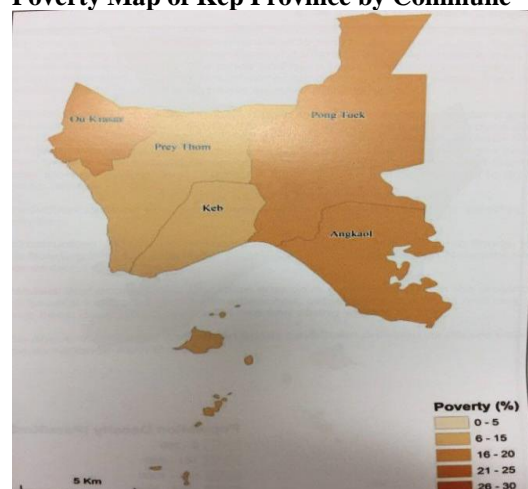 Poverty Map of Kep Province by Commune
Ou Krasar
Pong Tuek
Prey Thom
Keb
Angkaol
Poverty (%)
0 - 5
6 - 15
16 - 20
21 - 25
26 - 30
5 Km